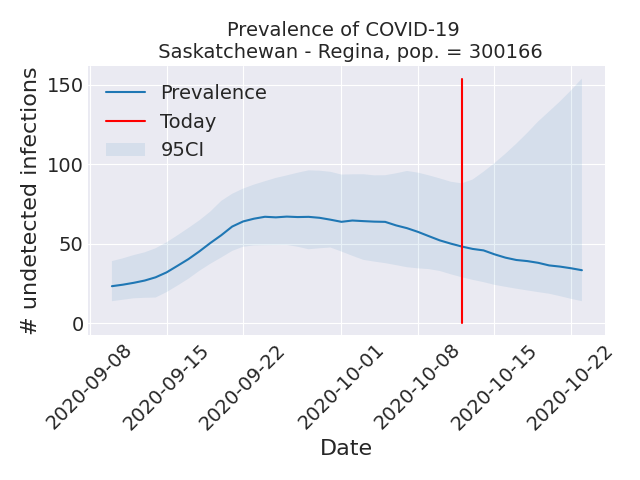 Prevalence of COVID-19
Saskatchewan - Regina, pop. = 300166
# undetected infections
150
100
50
0
Prevalence
Today
95CI
2020-09-08
2020-09-15
2020-09-22
2020-10-01
2020-10-08
2020-10-15
2020-10-22
Date